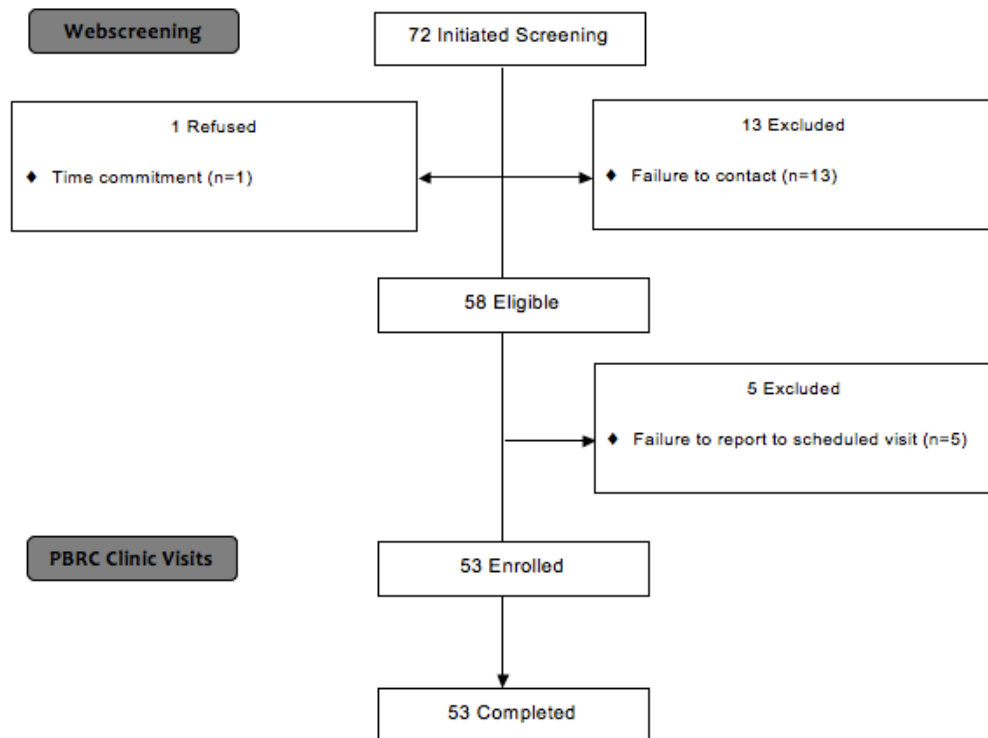 Webscreening
72 Initiated Screening
1 Refused
♦ Time commitment (n=1)
13 Excluded
♦ Failure to contact (n=13)
58 Eligible
5 Excluded
♦ Failure to report to scheduled visit (n=5)
PBRC Clinic Visits
53 Enrolled
53 Completed